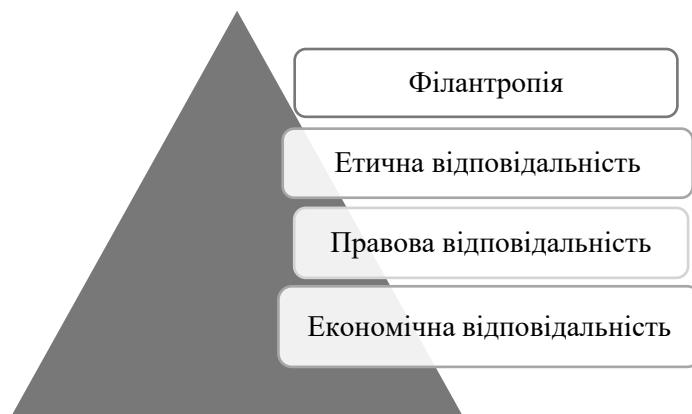 Філантропія
Етична відповідальність
Правова відповідальність
Економічна відповідальність